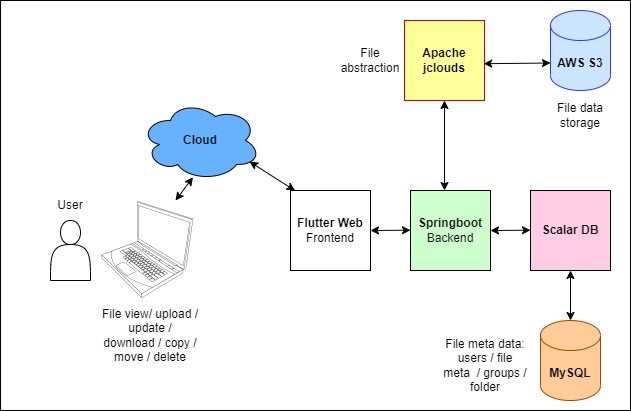 File
abstraction
Apache
jclouds
AWS S3
File data
storage
Cloud
User
Flutter Web
Frontend
Springboot
Backend
Scalar DB
File view/ upload /
update /
download / copy /
move / delete
File meta data:
users / file
meta / groups /
folder
MySQL